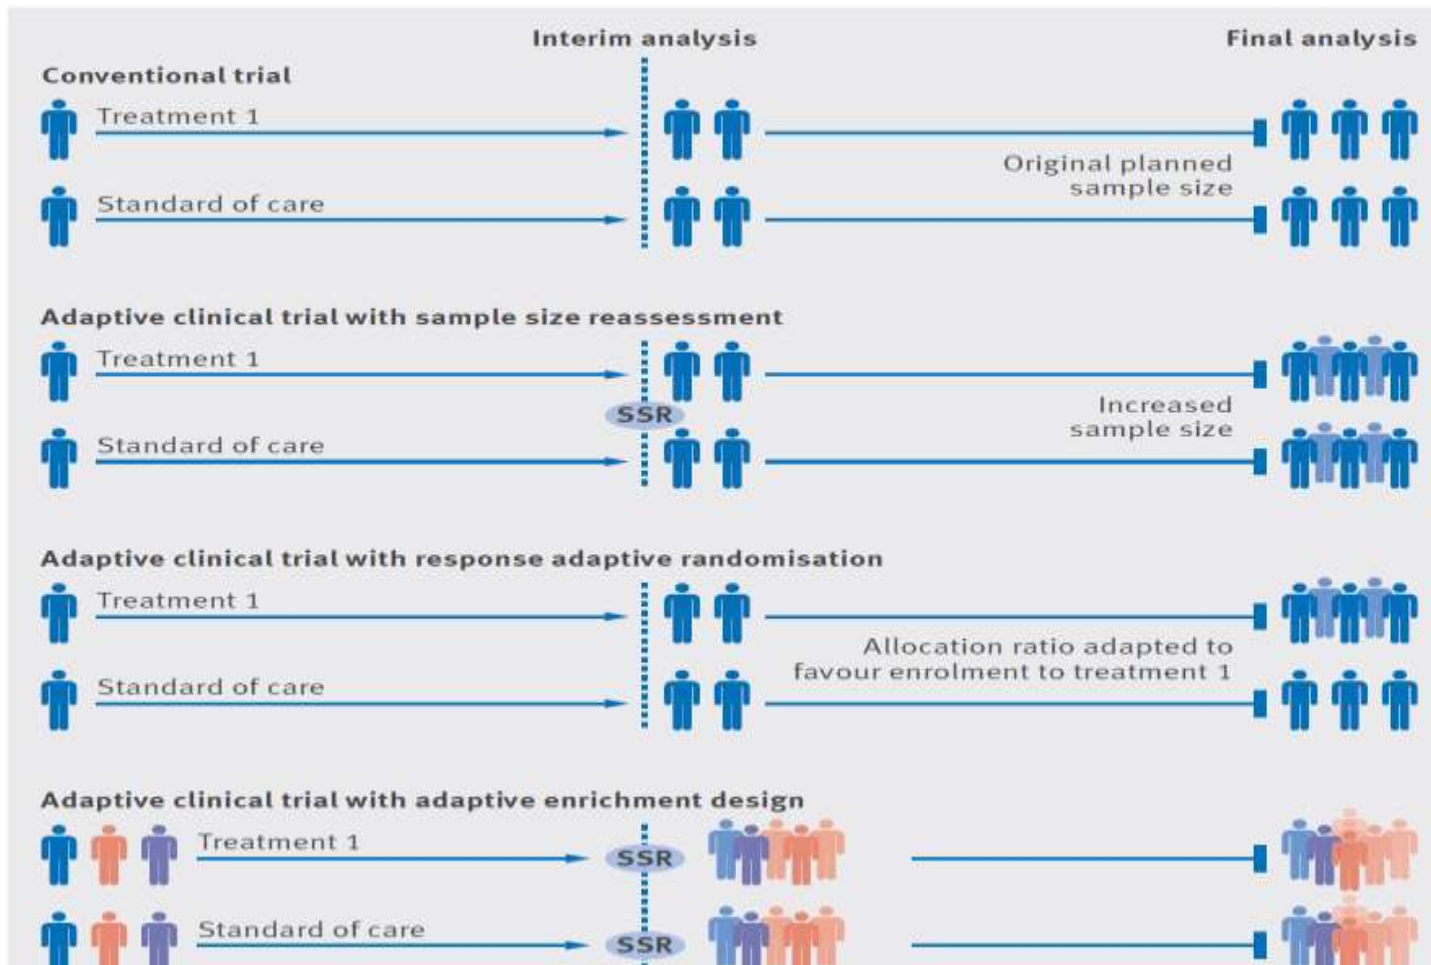 Interim analysis
Final analysis
Conventional trial
Treatment 1
Original planned
sample size
Standard of care
Adaptive clinical trial with sample size reassessment
Treatment 1
SSR
Increased
sample size
Standard of care
Adaptive clinical trial with response adaptive randomisation
Treatment 1
Allocation ratio adapted to
favour enrolment to treatment 1
Standard of care
Adaptive clinical trial with adaptive enrichment design
Treatment 1
SSR
Standard of care
SSR